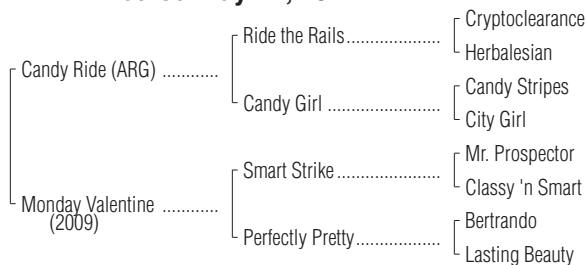 Cryptoclearance
Ride the Rails
Herbalesian
Candy Ride (ARG)
Candy Stripes
Candy Girl
City Girl
Mr. Prospector
Smart Strike
Classy 'n Smart
Monday Valentine
(2009)
Bertrando
Perfectly Pretty
Lasting Beauty